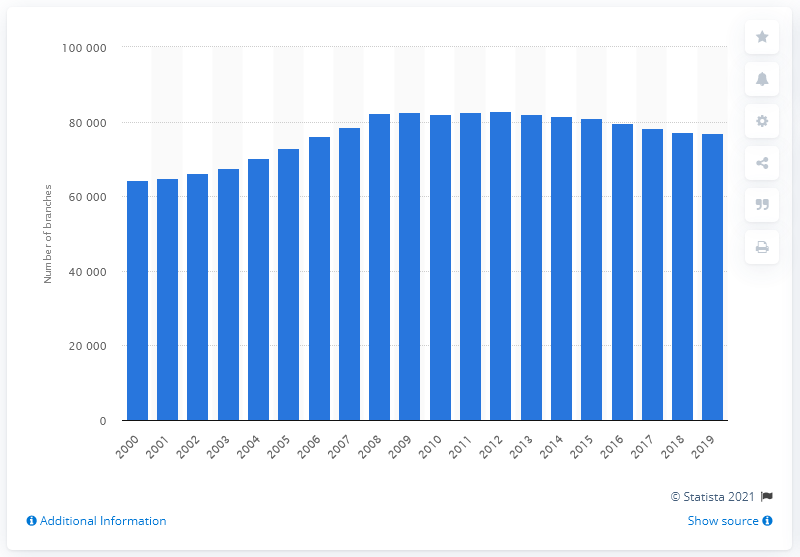 100 000
80 000
60 000
40 000
20 000
0
Number of branches
2000 2001 2002 2003 2004 2005 2006 2007 2008 2009 2010 2011 2012 2013 2014 2015 2016 2017 2018 2019
© Statista 2021
Additional Information
Show source